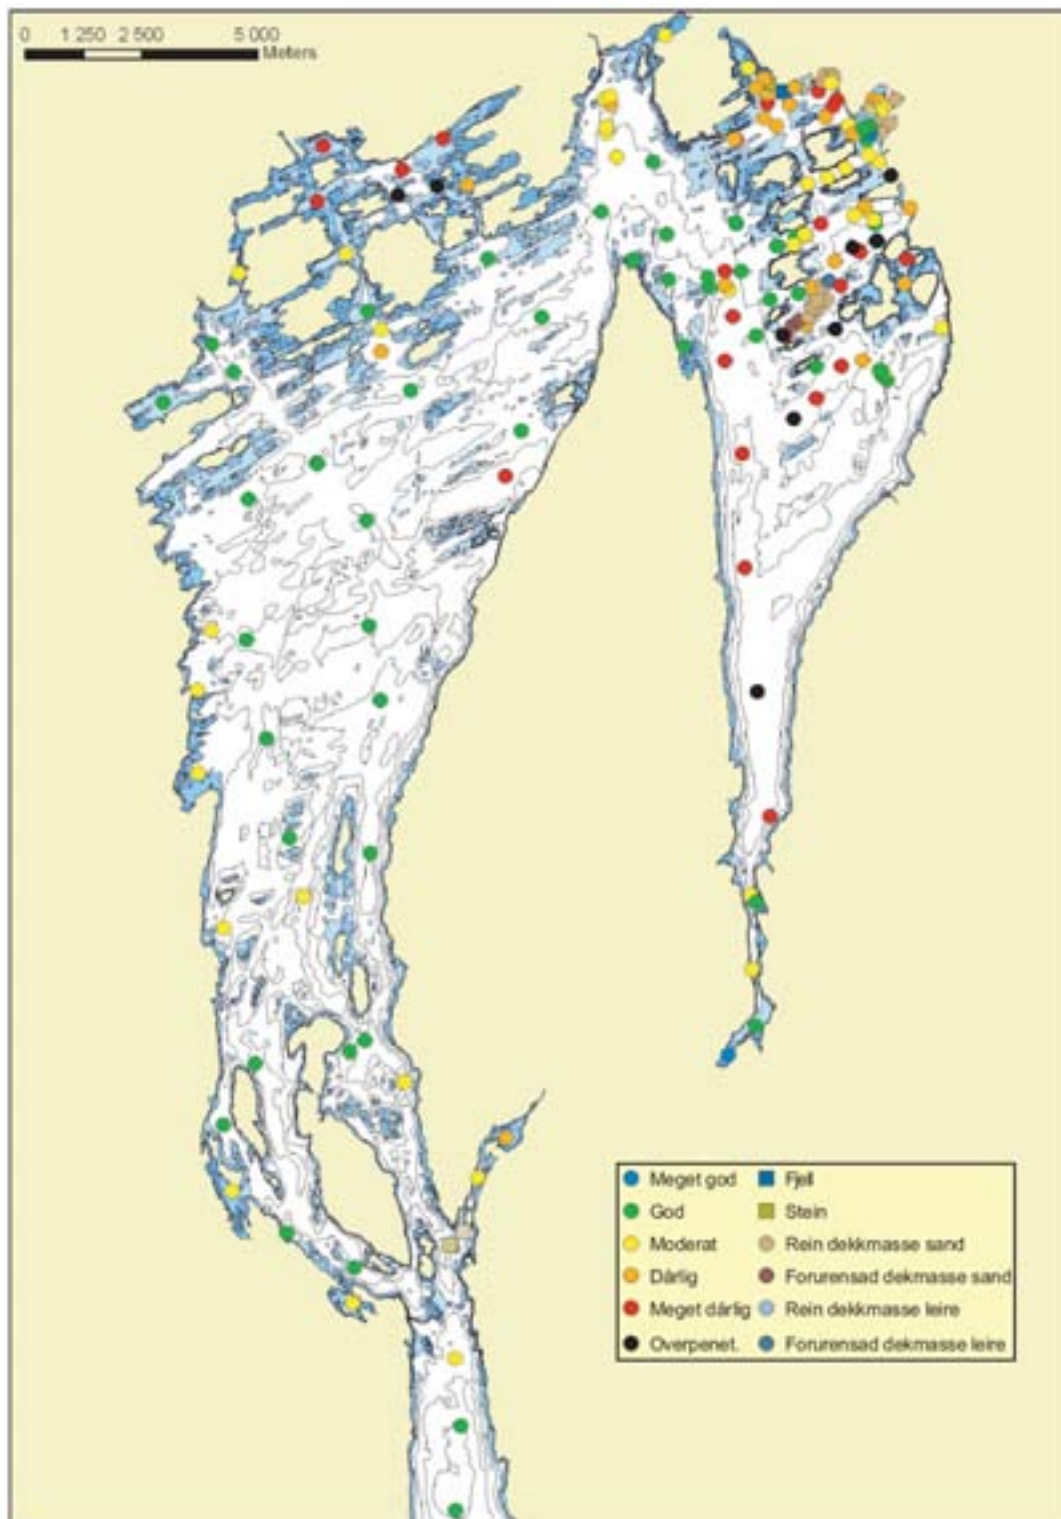 0 1 250 2 500 5 000
Meters
Meget god
God
Moderat
Dårlig
Meget dårlig
Overpenet.
Fjell
Stein
Rein dekkmasse sand
Forurensad dekmasse sand
Rein dekkmasse leire
Forurensad dekmasse leire